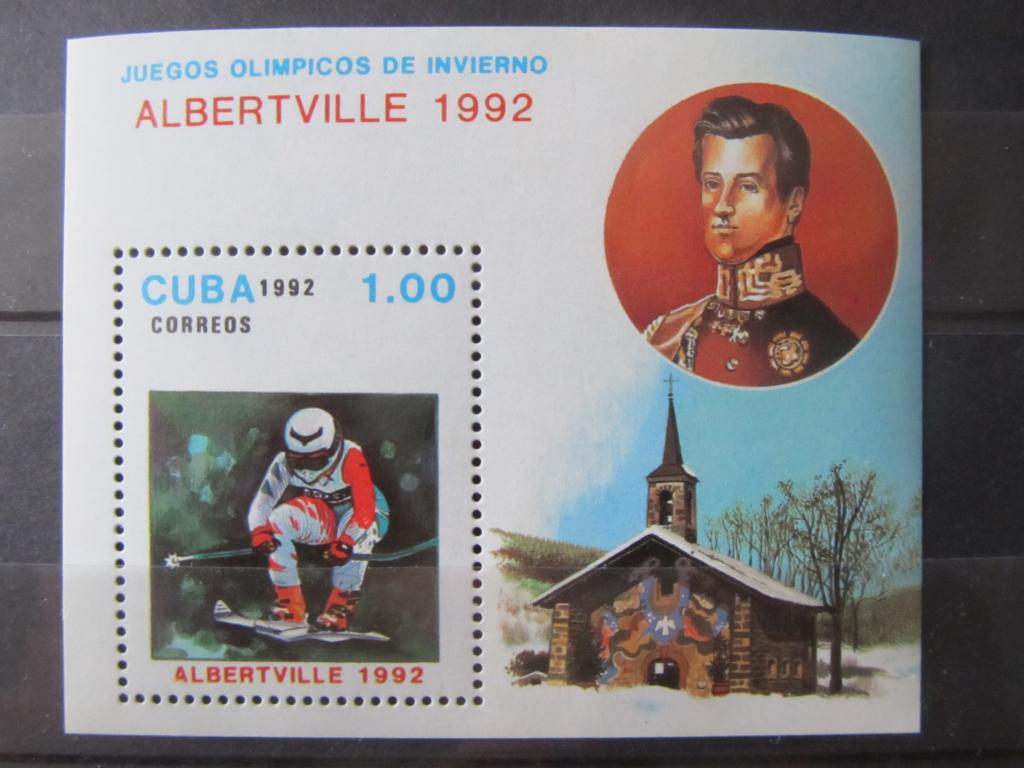 JUEGOS OLIMPICOS DE INVIERNO
ALBERTVILLE 1992
CUBA 1992 1.00
CORREOS
ALBERTVILLE 1992